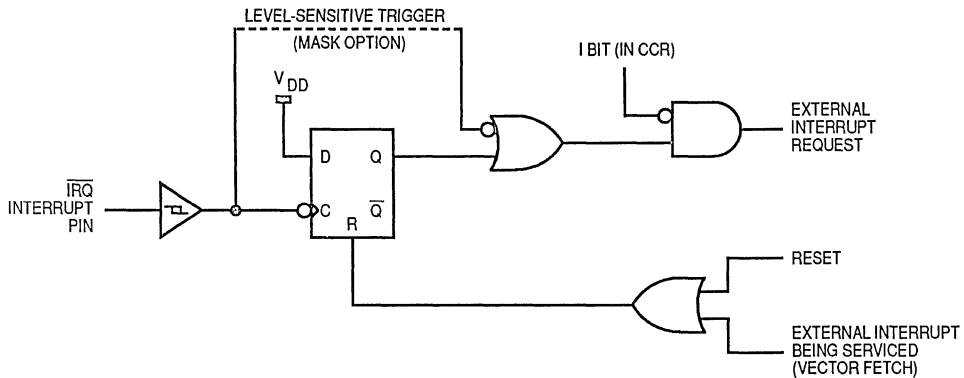 LEVEL-SENSITIVE TRIGGER
(MASK OPTION)
I BIT (IN CCR)
V DD
EXTERNAL
INTERRUPT
REQUEST
D
Q
IRQ
INTERRUPT
PIN
C
Q
R
RESET
EXTERNAL INTERRUPT
BEING SERVICED
(VECTOR FETCH)